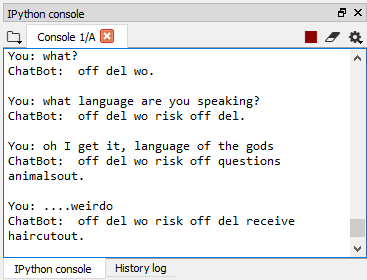 IPython console
Console 1/A
You: what?
ChatBot:  off del wo.
You: what language are you speaking?
ChatBot:  off del wo risk off del.
You: oh I get it, language of the gods
ChatBot:  off del wo risk off questions
animalsout.
You: ....weirdo
ChatBot:  off del wo risk off del receive
haircutout.
IPython console History log